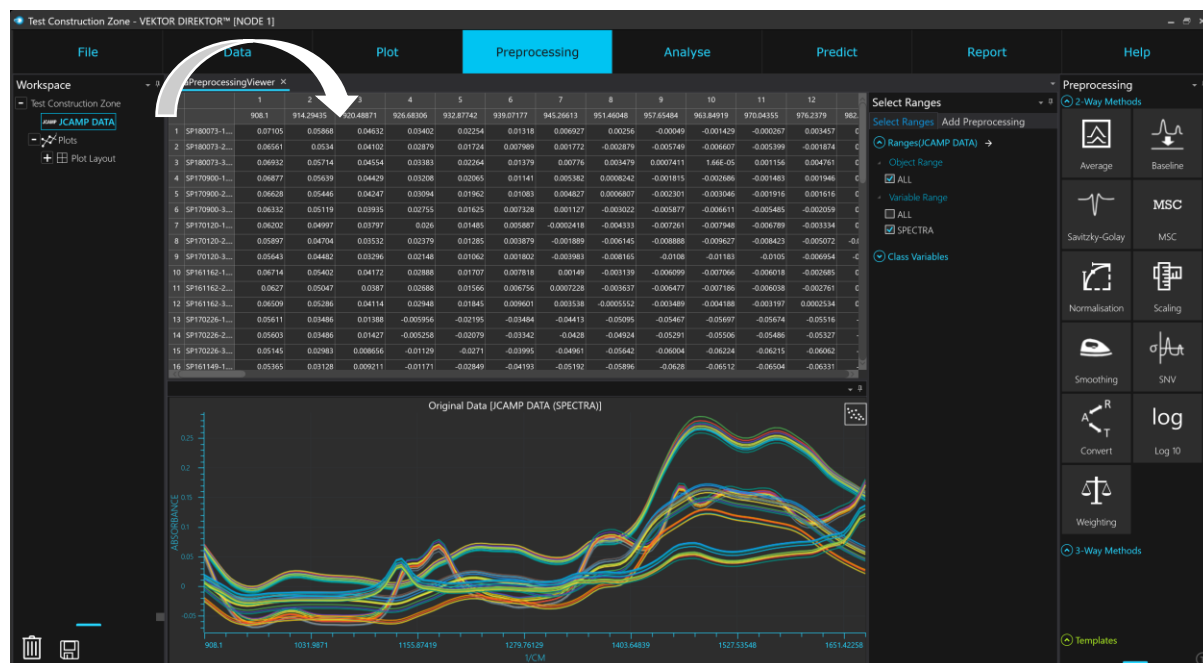 Test Construction Zone - VEKTOR DIREKTOR™ [NODE 1]
File Data Plot Preprocessing Analyse Predict Report Help
Workspace
Test Construction Zone
JCAMP DATA
Plots
Plot Layout
PreprocessingViewer ×
1 2 3 4 5 6 7 8 9 10 11 12
908.1 914.29435 920.48871 926.68306 932.87742 939.07177 945.26613 951.46048 957.65484 963.84919 970.04355 976.2379 982.
1 SP180073-1... 0.07105 0.05868 0.04632 0.03402 0.02254 0.01318 0.006927 0.00256 -0.00049 -0.001429 -0.000267 0.003457
2 SP180073-2... 0.06561 0.0534 0.04102 0.02879 0.01724 0.007989 0.001772 -0.002879 -0.005749 -0.006607 -0.005399 -0.001874
3 SP180073-3... 0.06932 0.05714 0.04554 0.03383 0.02264 0.01379 0.00776 0.003479 0.0007411 1.66E-05 0.001156 0.004761
4 SP170900-1... 0.06877 0.05639 0.04429 0.03208 0.02065 0.01141 0.005382 0.0008242 -0.001815 -0.002686 -0.001483 0.001946
5 SP170900-2... 0.06628 0.05446 0.04247 0.03094 0.01962 0.01083 0.004827 0.0006807 -0.002301 -0.003046 -0.001916 0.001616
6 SP170900-3... 0.06332 0.05119 0.03935 0.02755 0.01625 0.007328 0.001127 -0.003022 -0.005877 -0.006611 -0.005485 -0.002059
7 SP170120-1... 0.06202 0.04997 0.03797 0.026 0.01485 0.005887 -0.0002418 -0.004333 -0.007261 -0.007948 -0.006789 -0.003334
8 SP170120-2... 0.05897 0.04704 0.03532 0.02379 0.01285 0.003879 -0.001889 -0.006145 -0.008888 -0.009627 -0.008423 -0.005072
9 SP170120-3... 0.05643 0.04482 0.03296 0.02148 0.01062 0.001802 -0.003983 -0.008165 -0.0108 -0.01183 -0.0105 -0.006954
10 SP161162-1... 0.06714 0.05402 0.04172 0.02888 0.01707 0.007818 0.00149 -0.003139 -0.006099 -0.007066 -0.006018 -0.002685
11 SP161162-2... 0.0627 0.05047 0.0387 0.02688 0.01566 0.006756 0.0007228 -0.003637 -0.006477 -0.007186 -0.006038 -0.002761
12 SP161162-3... 0.06509 0.05286 0.04114 0.02948 0.01845 0.009601 0.003538 -0.0005552 -0.003489 -0.004188 -0.003197 0.0002534
13 SP170226-1... 0.05611 0.03486 0.01388 -0.005956 -0.02195 -0.03484 -0.04413 -0.05095 -0.05467 -0.05697 -0.05674 -0.05516
14 SP170226-2... 0.05603 0.03486 0.01427 -0.005258 -0.02079 -0.03342 -0.0428 -0.04924 -0.05291 -0.05506 -0.05486 -0.05327
15 SP170226-3... 0.05145 0.02983 0.008656 -0.01129 -0.0271 -0.03995 -0.04961 -0.05642 -0.06004 -0.06224 -0.06215 -0.06062
16 SP161149-1... 0.05365 0.03128 0.009211 -0.01171 -0.02849 -0.04193 -0.05192 -0.05896 -0.0628 -0.06512 -0.06504 -0.06331
Original Data [JCAMP DATA (SPECTRA)]
ABSORBANCE
0.25
0.2
0.15
0.1
0.05
0
-0.05
908.1 1031.9871 1155.87419 1279.76129 1403.64839 1527.53548 1651.42258
1/CM
Select Ranges
Select Ranges Add Preprocessing
Ranges(JCAMP DATA) →
Object Range
ALL
Variable Range
ALL
SPECTRA
Class Variables
Preprocessing
2-Way Methods
Average Baseline
MSC
Savitzky-Golay MSC
Normalisation Scaling
σ
Smoothing SNV
A R T log
Convert Log 10
Weighting
3-Way Methods
Templates